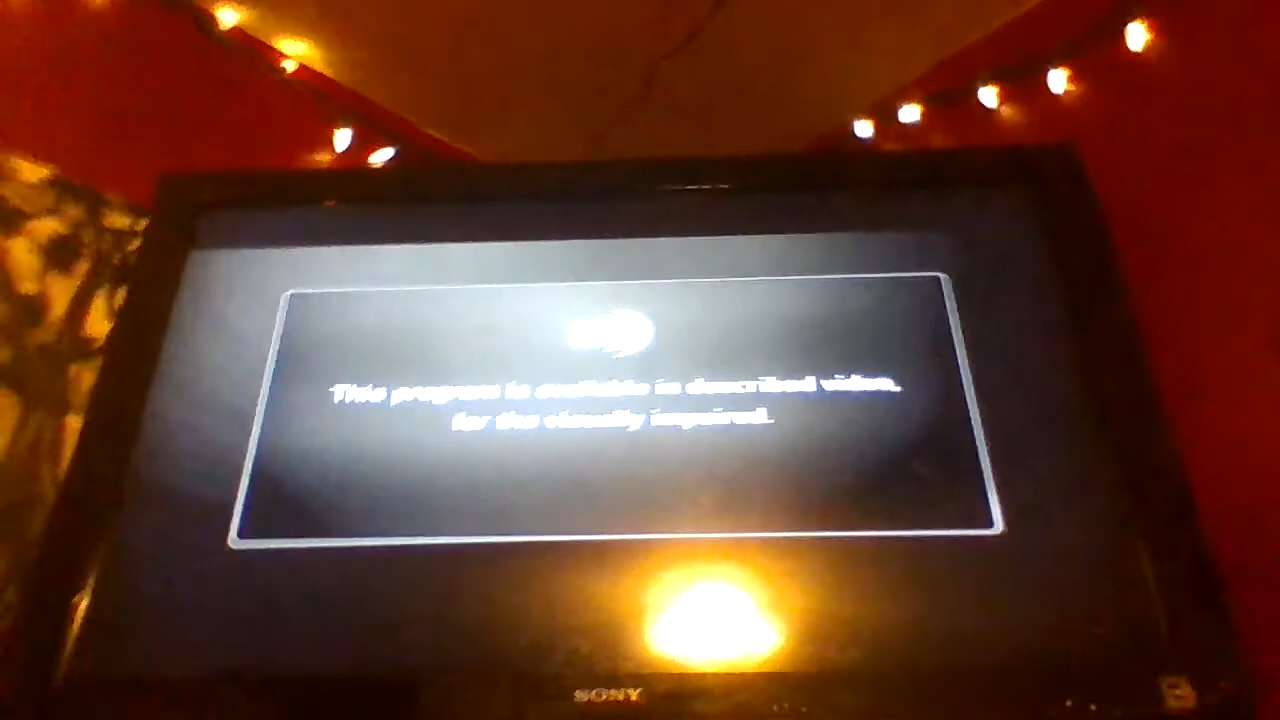 This program is available in described video,
for the visually impaired.
SONY